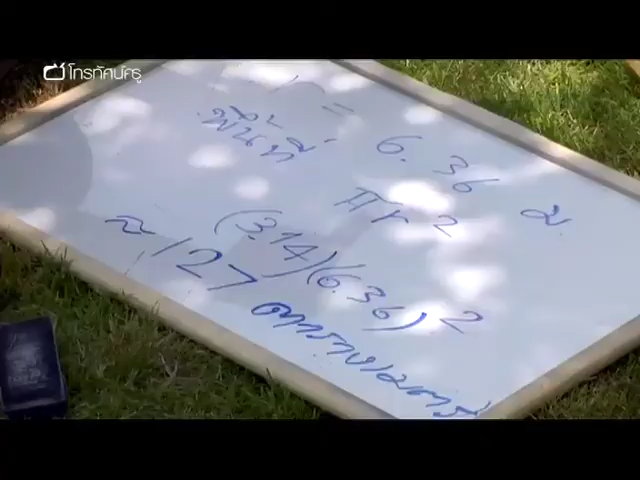 โทรทัศน์ครู
r = 6.36 ม.
พื้นที่ πr²
(3.14)(6.36)²
≈ 127 ตารางเมตร